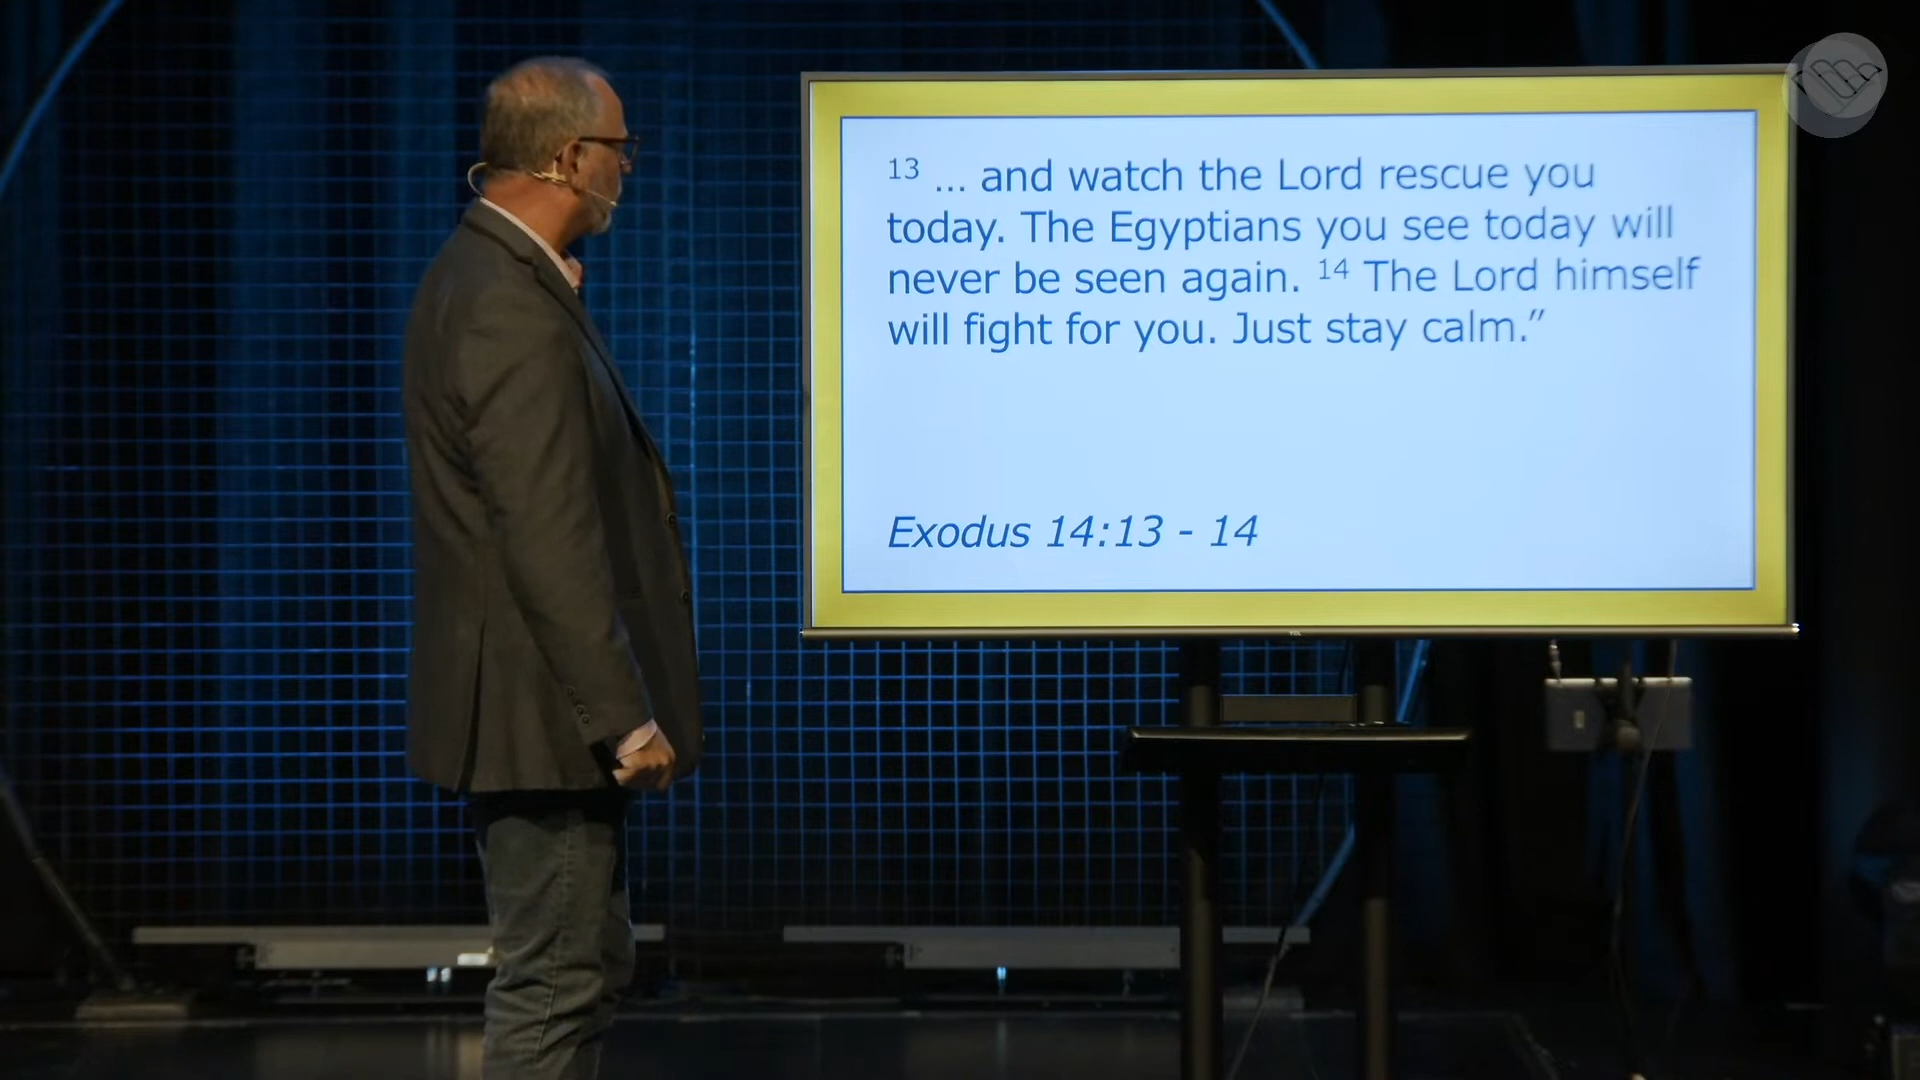 13 ... and watch the Lord rescue you
today. The Egyptians you see today will
never be seen again. 14 The Lord himself
will fight for you. Just stay calm.”
Exodus 14:13 - 14